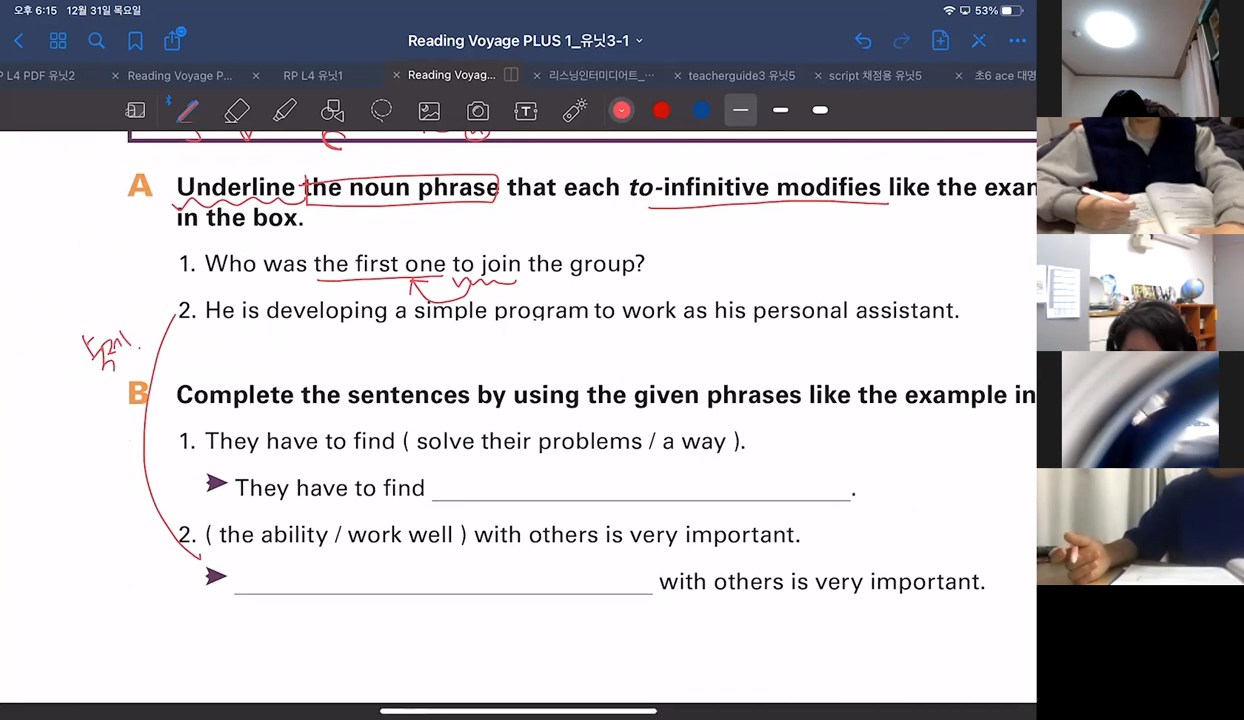 오후 6:15 12월 31일 목요일
53%
Reading Voyage PLUS 1_유닛3-1
P L4 PDF 유닛2
Reading Voyage P...
RP L4 유닛1
Reading Voyag...
리스닝인터미디어트_...
teacherguide3 유닛5
script 채점용 유닛5
초6 ace 대명
A Underline the noun phrase that each to-infinitive modifies like the exan
in the box.
1. Who was the first one to join the group?
2. He is developing a simple program to work as his personal assistant.
B Complete the sentences by using the given phrases like the example in
1. They have to find ( solve their problems / a way ).
They have to find .
2. ( the ability / work well ) with others is very important.
with others is very important.